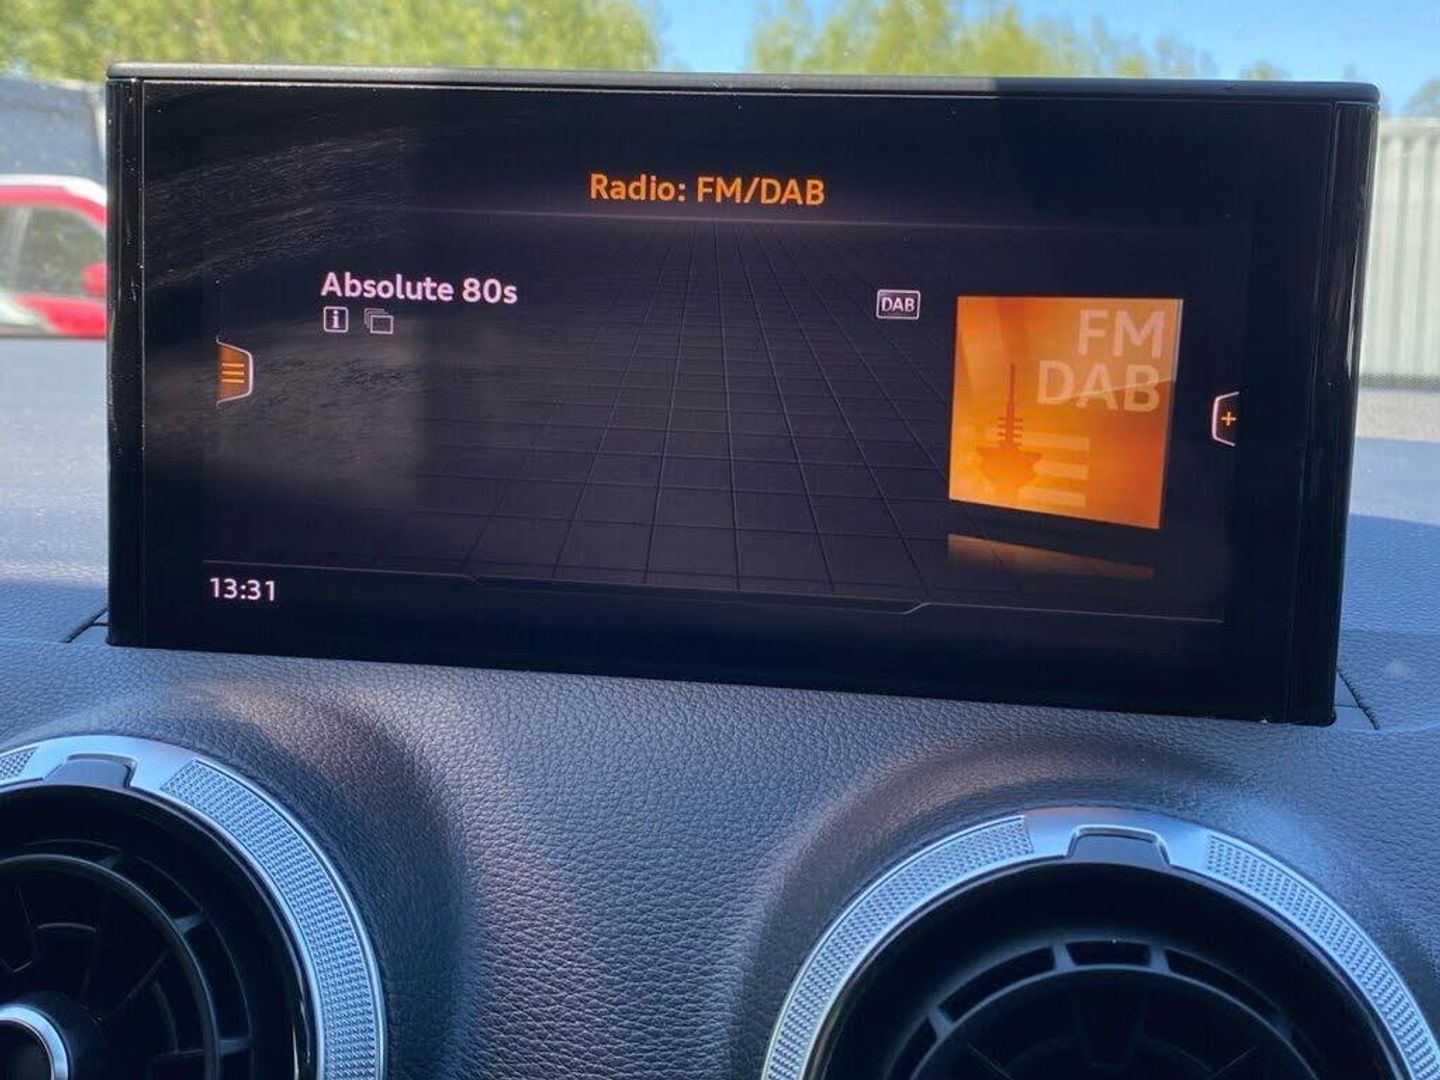 Radio: FM/DAB
Absolute 80s
DAB
i
FM
DAB
+
13:31